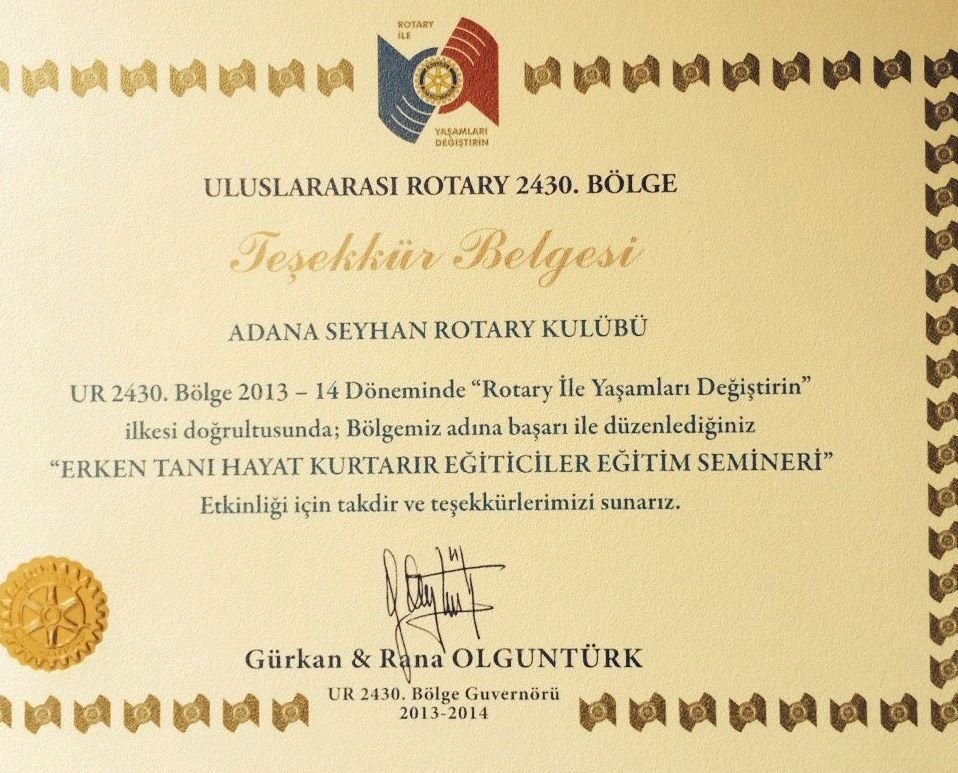 ROTARY
İLE
YAŞAMLARI
DEĞİŞTİRİN
ULUSLARARASI ROTARY 2430. BÖLGE
Teşekkür Belgesi
ADANA SEYHAN ROTARY KULÜBÜ
UR 2430. Bölge 2013 – 14 Döneminde “Rotary İle Yaşamları Değiştirin”
ilkesi doğrultusunda; Bölgemiz adına başarı ile düzenlediğiniz
“ERKEN TANI HAYAT KURTARIR EĞİTİCİLER EĞİTİM SEMİNERİ”
Etkinliği için takdir ve teşekkürlerimizi sunarız.
Gürkan & Rana OLGUNTÜRK
UR 2430. Bölge Guvernörü
2013-2014